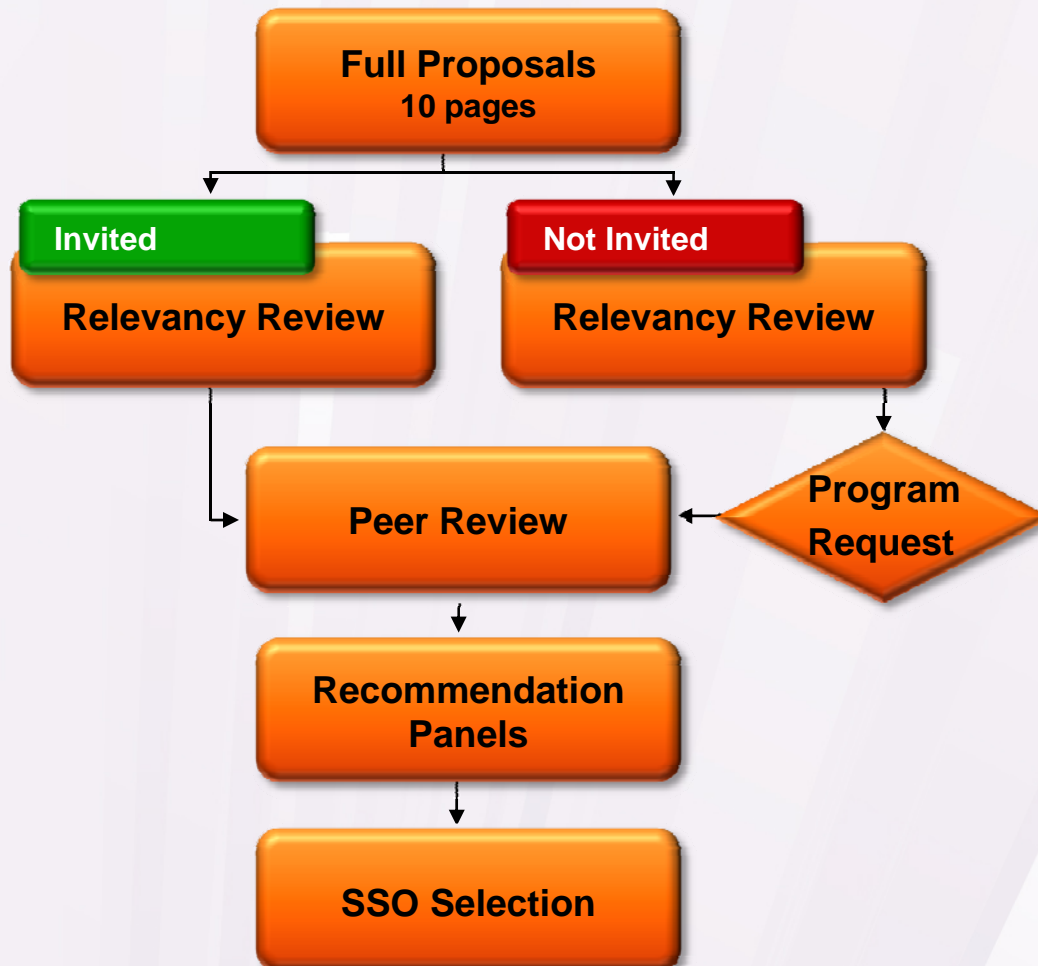 Full Proposals
10 pages
Invited
Relevancy Review
Not Invited
Relevancy Review
Peer Review
Program
Request
Recommendation
Panels
SSO Selection